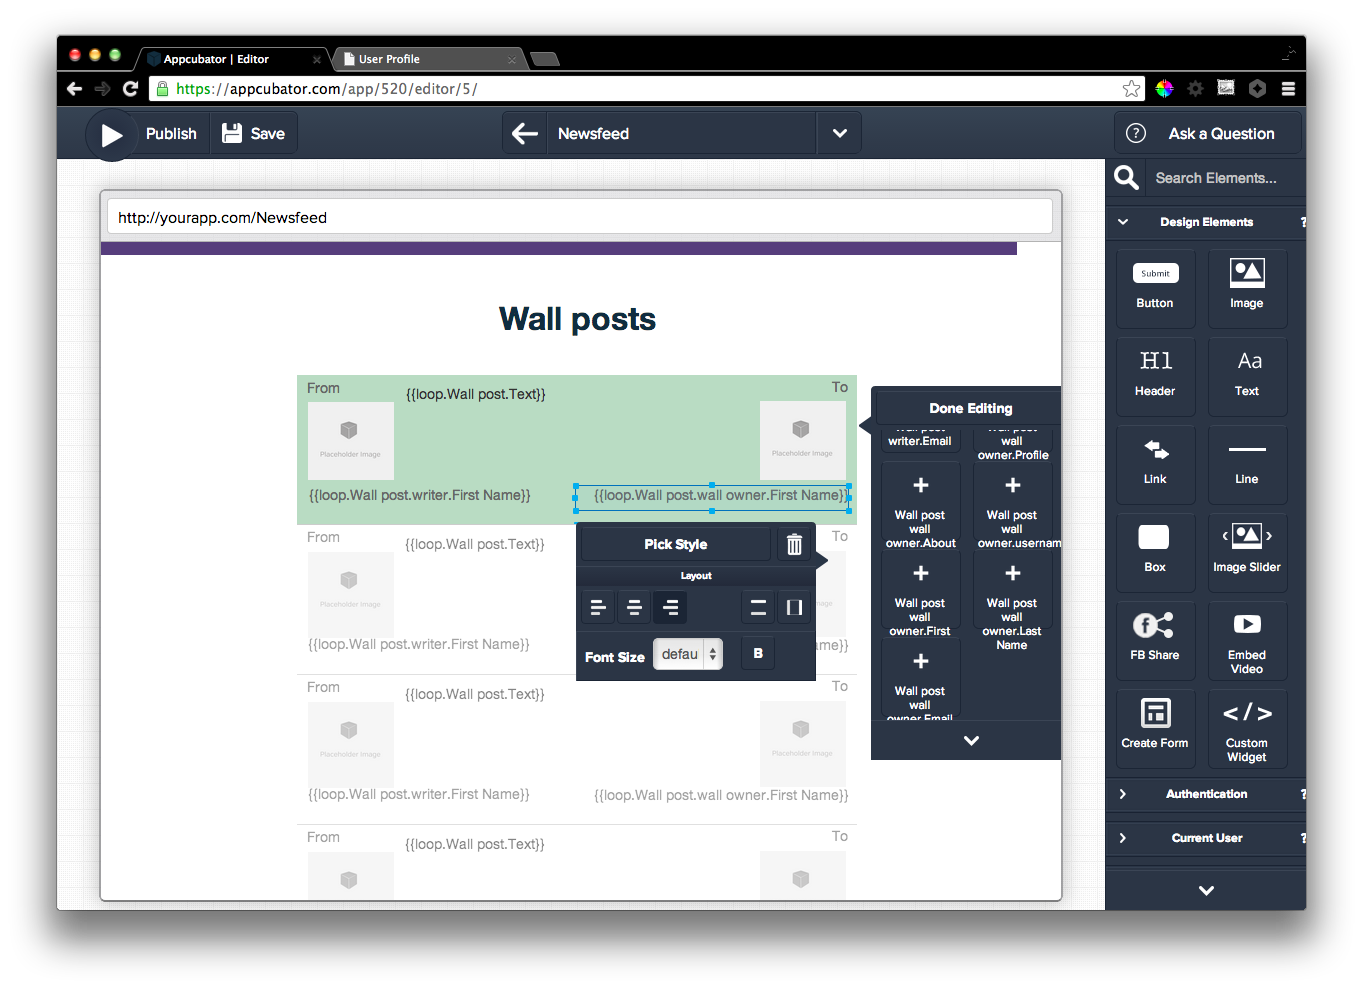 Appcubator | Editor
User Profile
https://appcubator.com/app/520/editor/5/
Publish
Save
Newsfeed
? Ask a Question
Search Elements...
http://yourapp.com/Newsfeed
Design Elements ?
Submit
Button
Image
H1
Header
Aa
Text
Link
Line
Box
Image Slider
FB Share
Embed
Video
Create Form
</>
Custom
Widget
Authentication ?
Current User ?
Wall posts
From
{{loop.Wall post.Text}}
To
Placeholder Image
Placeholder Image
{{loop.Wall post.writer.First Name}}
{{loop.Wall post.wall owner.First Name}}
Done Editing
Wall post
writer.Email
Wall post
wall
owner.Profile
Wall post
wall
owner.About
Wall post
wall
owner.usernam
Wall post
wall
owner.First
Wall post
wall
owner.Last
Name
Wall post
wall
owner.Email
Pick Style
Layout
Font Size
defau
B
From
{{loop.Wall post.Text}}
To
Placeholder Image
{{loop.Wall post.writer.First Name}}
ame}}
From
{{loop.Wall post.Text}}
To
Placeholder Image
Placeholder Image
{{loop.Wall post.writer.First Name}}
{{loop.Wall post.wall owner.First Name}}
From
{{loop.Wall post.Text}}
To